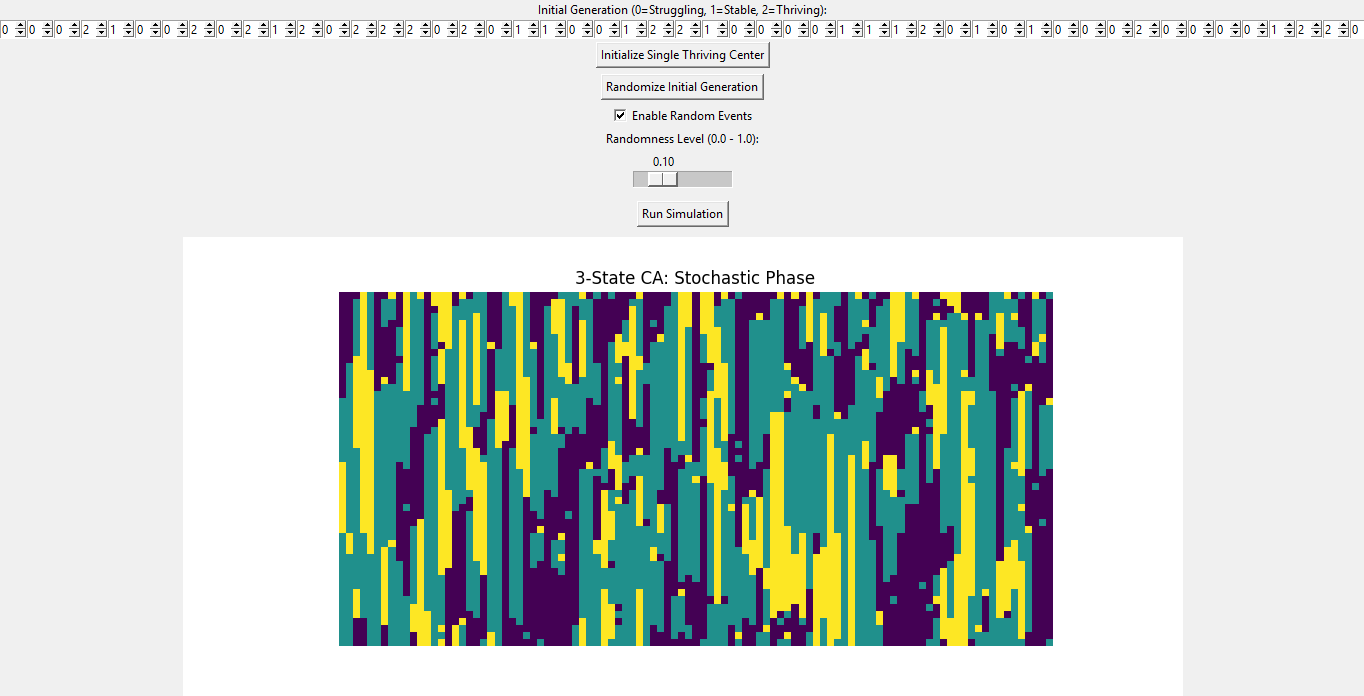 Initial Generation (0=Struggling, 1=Stable, 2=Thriving):
0 0 0 2 1 0 0 2 0 2 1 2 0 2 2 2 0 2 0 1 1 0 0 1 2 2 1 0 0 0 0 1 1 1 2 0 1 0 1 0 0 0 2 0 0 0 0 1 2 2 0
Initialize Single Thriving Center
Randomize Initial Generation
Enable Random Events
Randomness Level (0.0 - 1.0):
0.10
Run Simulation
3-State CA: Stochastic Phase